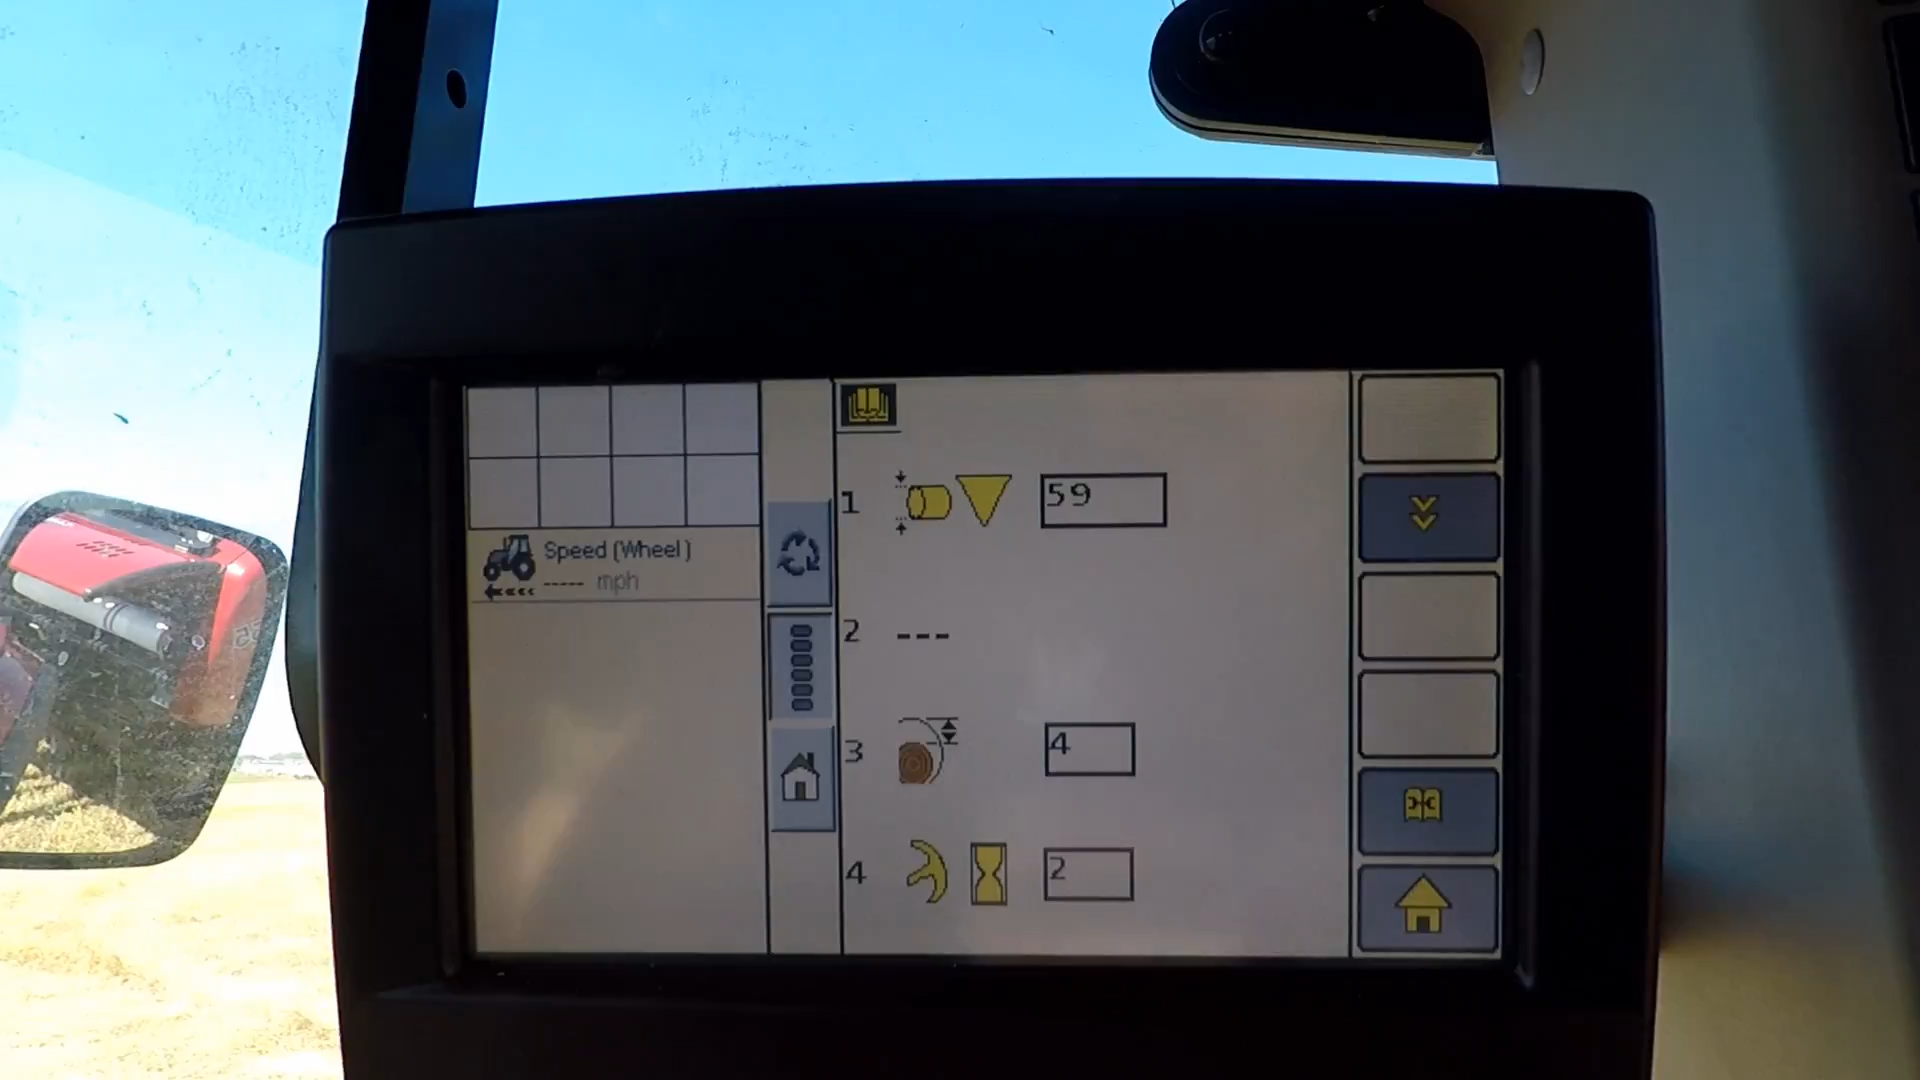 Speed (Wheel)
----- mph
1 59
2 ---
3 4
4 2